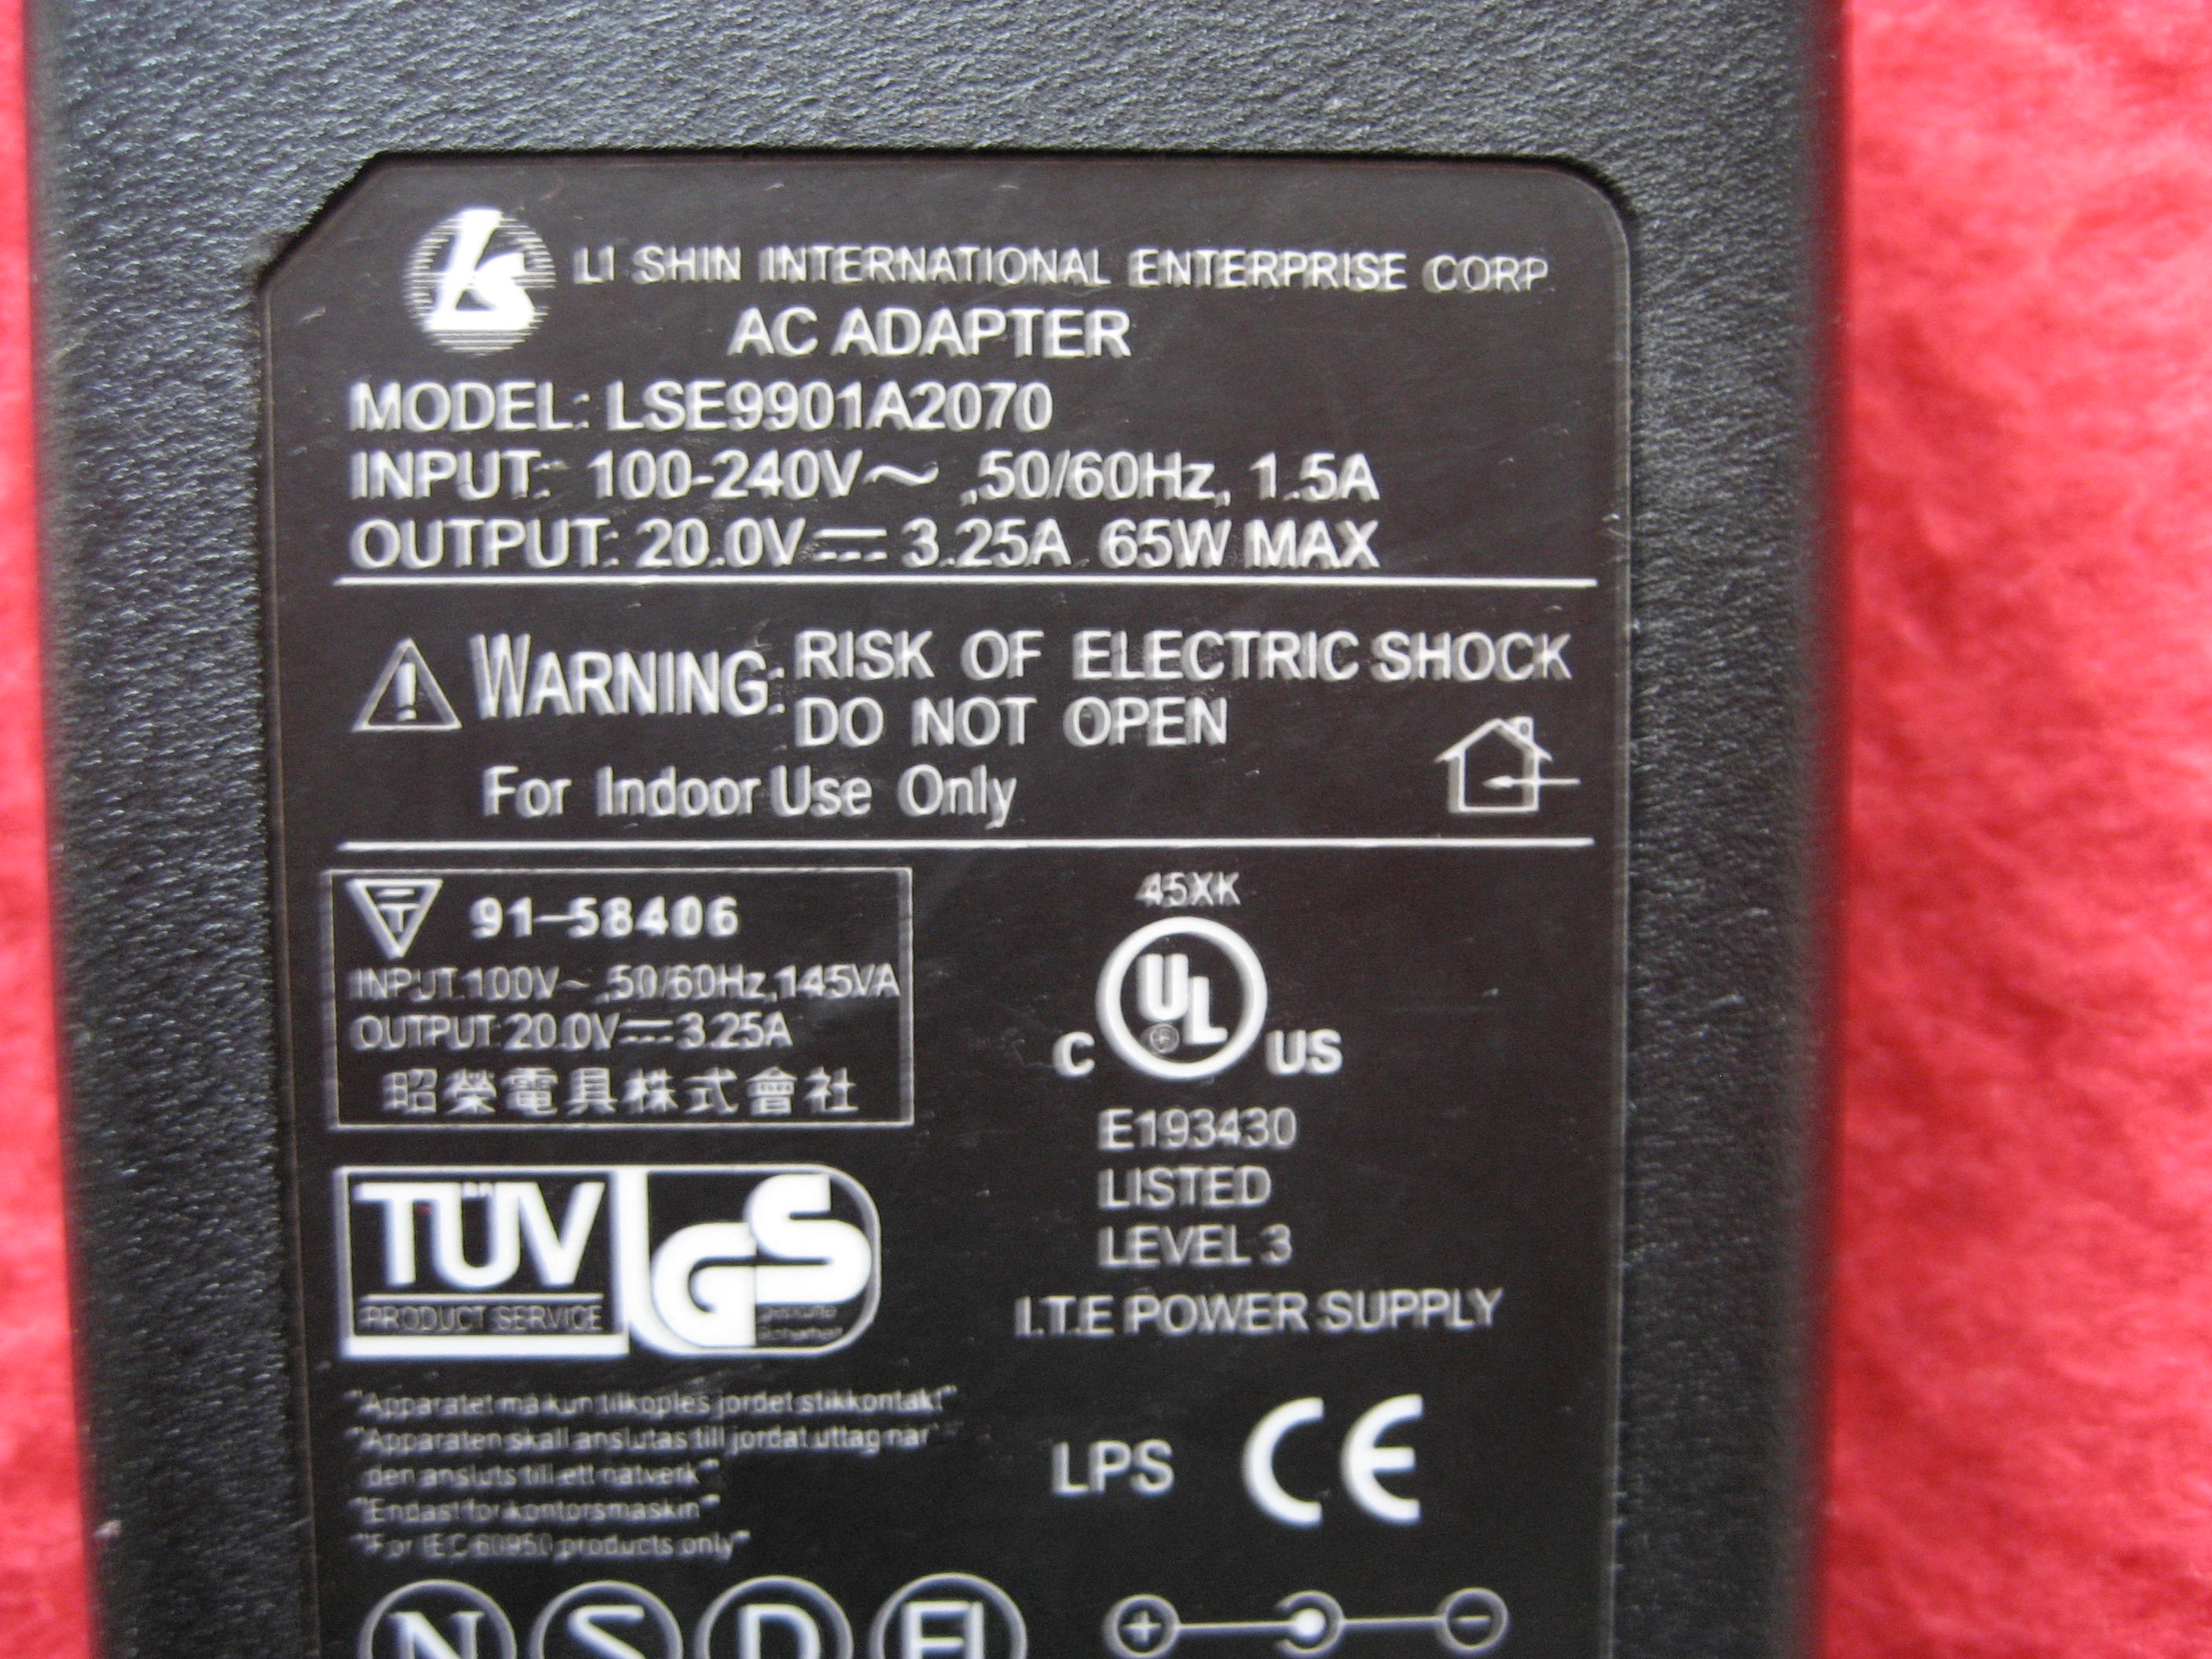 LS LI SHIN INTERNATIONAL ENTERPRISE CORP
AC ADAPTER
MODEL: LSE9901A2070
INPUT: 100-240V~ ,50/60Hz, 1.5A
OUTPUT: 20.0V⎓3.25A 65W MAX
WARNING: RISK OF ELECTRIC SHOCK
DO NOT OPEN
For Indoor Use Only
T 91-58406
INPUT:100V~ ,50/60Hz,145VA
OUTPUT:20.0V⎓3.25A
昭榮電具株式會社
45XK
C UL US
E193430
LISTED
LEVEL 3
I.T.E POWER SUPPLY
TÜV GS
PRODUCT SERVICE
geprüfte
Sicherheit
"Apparatet må kun tilkoples jordet stikkontakt"
"Apparaten skall anslutas till jordat uttag när
den ansluts till ett nätverk"
"Endast för kontorsmaskin"
"For IEC 60950 products only"
LPS CE
N S D FI + −